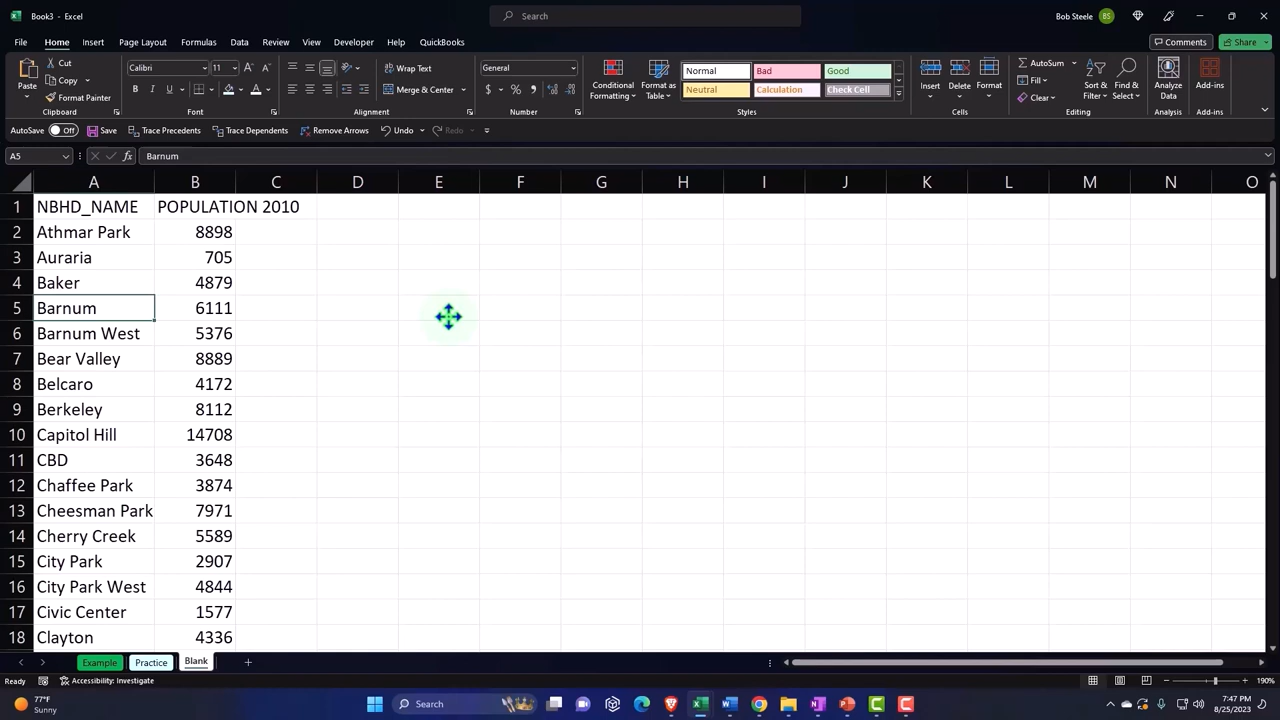 Book3 - Excel
Search
Bob Steele BS
File Home Insert Page Layout Formulas Data Review View Developer Help QuickBooks
Comments Share
Paste
Cut
Copy
Format Painter
Clipboard
Calibri 11
B I U
Font
Wrap Text
Merge & Center
Alignment
General
$ % 9
Number
Conditional Formatting
Format as Table
Normal Bad Good
Neutral Calculation Check Cell
Styles
Insert Delete Format
Cells
AutoSum
Fill
Clear
Sort & Filter
Find & Select
Editing
Analyze Data
Analysis
Add-ins
Add-ins
AutoSave Off Save Trace Precedents Trace Dependents Remove Arrows Undo Redo
A5 fx Barnum
A B C D E F G H I J K L M N O
1 NBHD_NAME POPULATION 2010
2 Athmar Park 8898
3 Auraria 705
4 Baker 4879
5 Barnum 6111
6 Barnum West 5376
7 Bear Valley 8889
8 Belcaro 4172
9 Berkeley 8112
10 Capitol Hill 14708
11 CBD 3648
12 Chaffee Park 3874
13 Cheesman Park 7971
14 Cherry Creek 5589
15 City Park 2907
16 City Park West 4844
17 Civic Center 1577
18 Clayton 4336
Example Practice Blank
Ready Accessibility: Investigate 190%
77°F
Sunny
Search
7:47 PM
8/25/2023